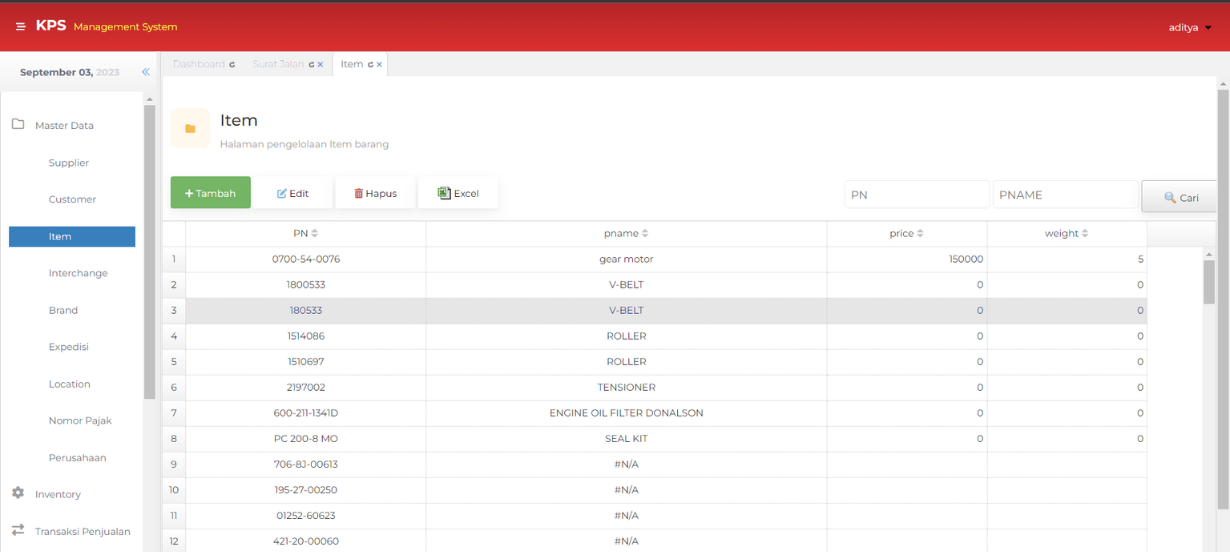 KPS Management System
aditya
September 03, 2023
Dashboard Surat Jalan Item
Master Data
Supplier
Customer
Item
Interchange
Brand
Expedisi
Location
Nomor Pajak
Perusahaan
Inventory
Transaksi Penjualan
Item
Halaman pengelolaan Item barang
+ Tambah Edit Hapus Excel
PN PNAME Cari
PN pname price weight
1 0700-54-0076 gear motor 150000 5
2 1800533 V-BELT 0 0
3 180533 V-BELT 0 0
4 1514086 ROLLER 0 0
5 1510697 ROLLER 0 0
6 2197002 TENSIONER 0 0
7 600-211-1341D ENGINE OIL FILTER DONALSON 0 0
8 PC 200-8 MO SEAL KIT 0 0
9 706-8J-00613 #N/A
10 195-27-00250 #N/A
11 01252-60623 #N/A
12 421-20-00060 #N/A